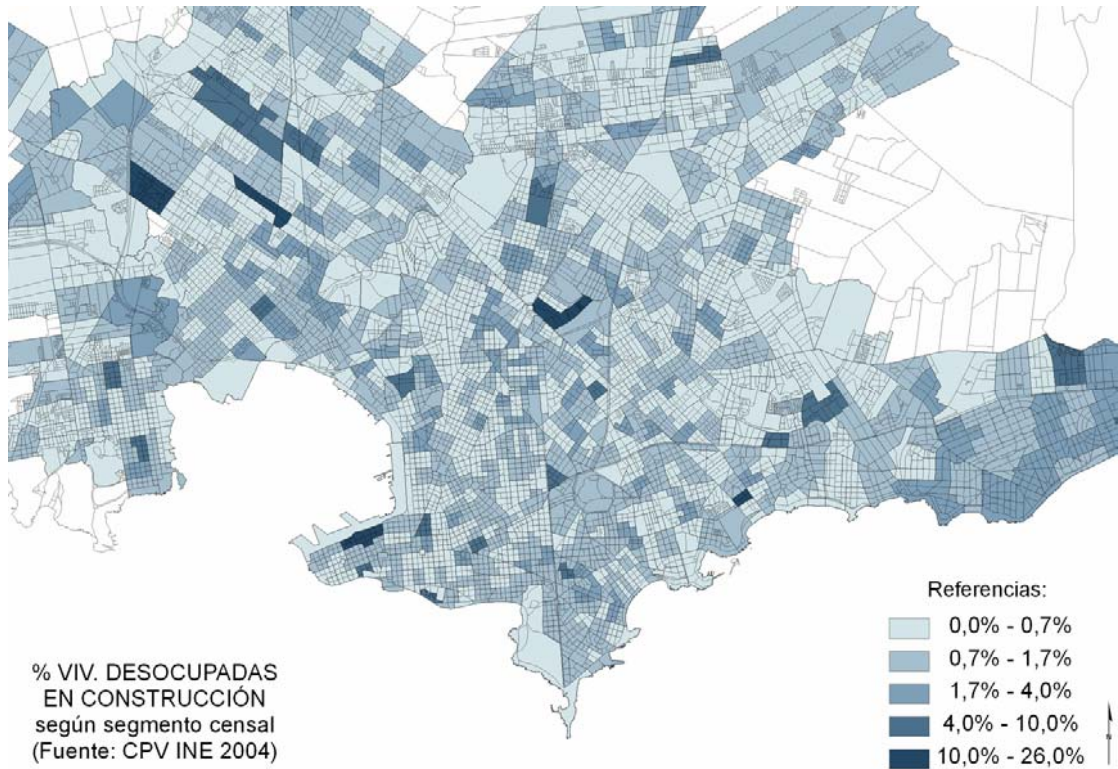 % VIV. DESOCUPADAS
EN CONSTRUCCIÓN
según segmento censal
(Fuente: CPV INE 2004)
Referencias:
0,0% - 0,7%
0,7% - 1,7%
1,7% - 4,0%
4,0% - 10,0%
10,0% - 26,0%
N